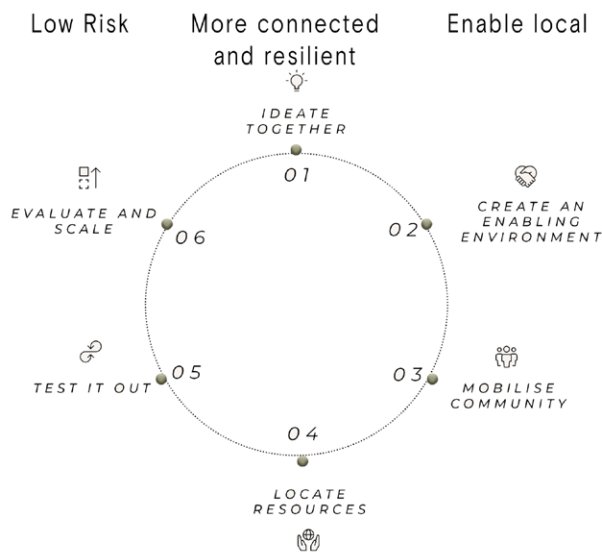 Low Risk
More connected
and resilient
Enable local
IDEATE
TOGETHER
01
CREATE AN
ENABLING
ENVIRONMENT
02
MOBILISE
COMMUNITY
03
04
LOCATE
RESOURCES
05
TEST IT OUT
EVALUATE AND
SCALE
06